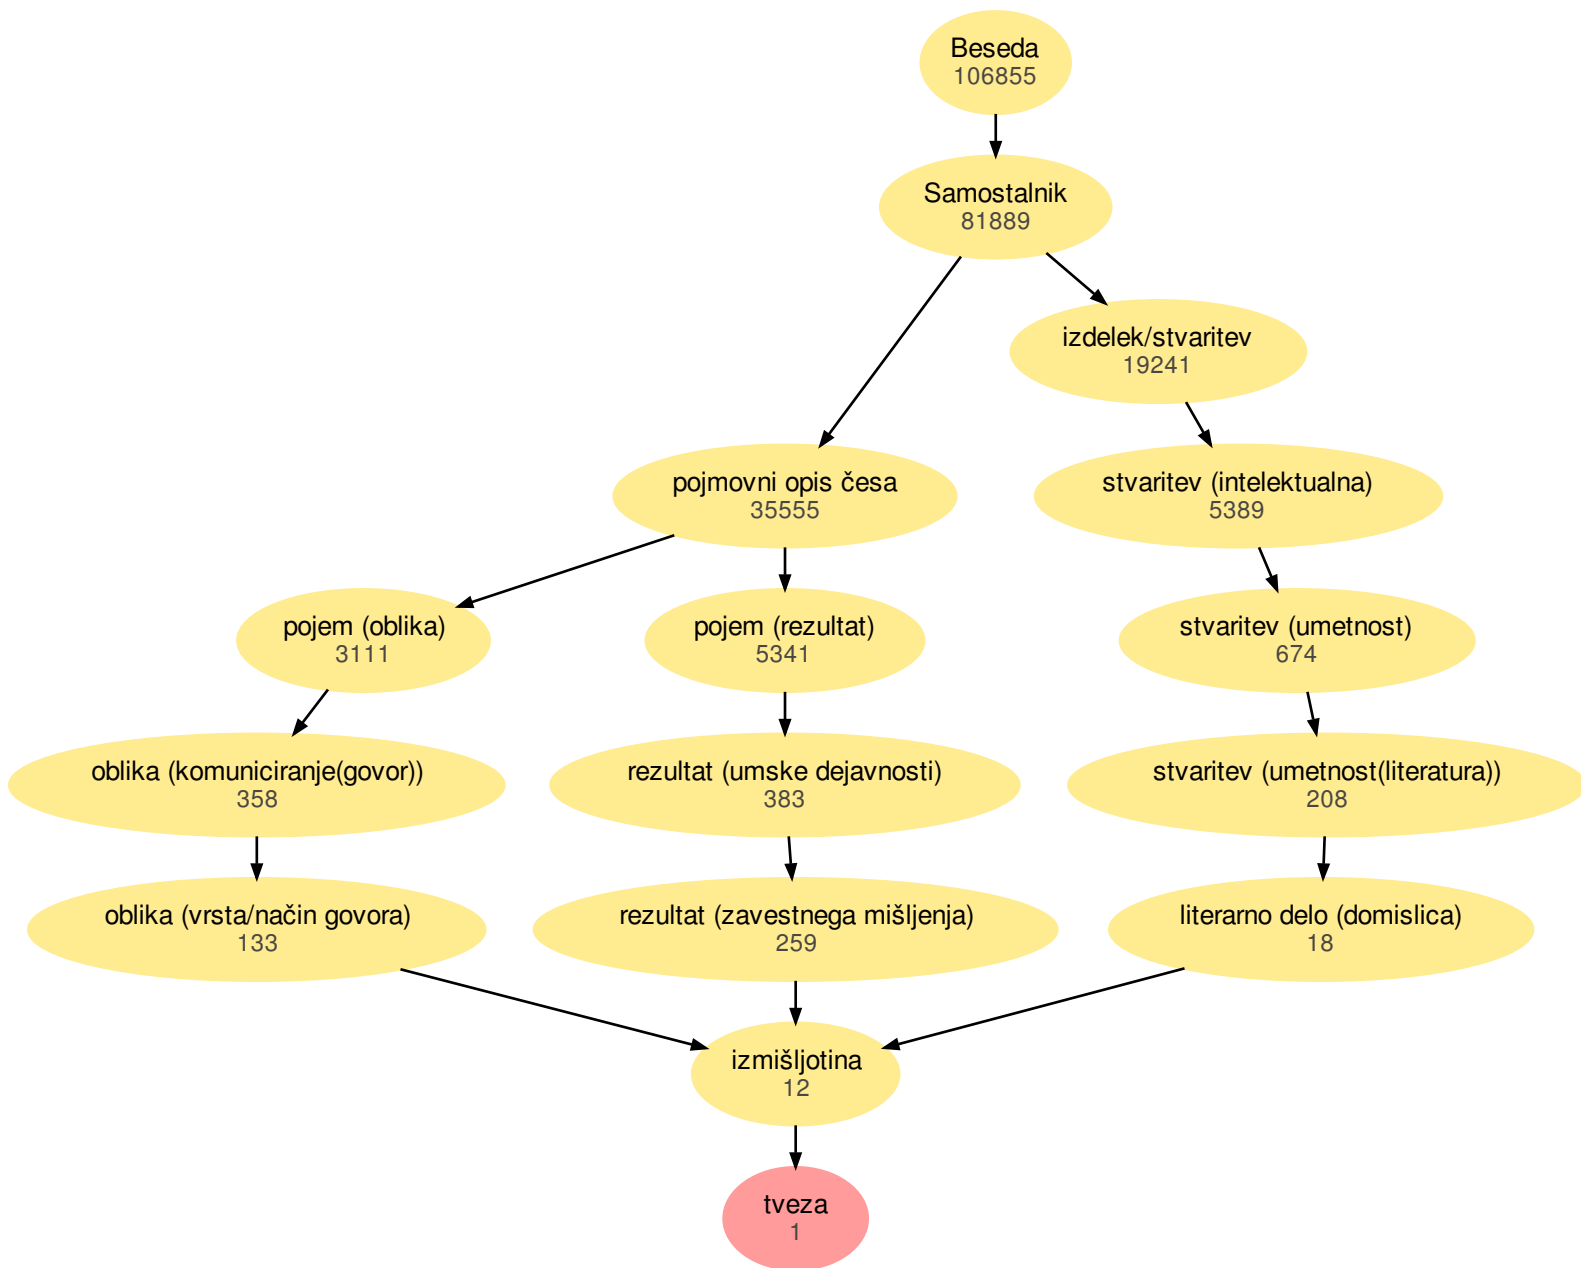 Beseda
106855
Samostalnik
81889
izdelek/stvaritev
19241
pojmovni opis česa
35555
stvaritev (intelektualna)
5389
pojem (oblika)
3111
pojem (rezultat)
5341
stvaritev (umetnost)
674
oblika (komuniciranje(govor))
358
rezultat (umske dejavnosti)
383
stvaritev (umetnost(literatura))
208
oblika (vrsta/način govora)
133
rezultat (zavestnega mišljenja)
259
literarno delo (domislica)
18
izmišljotina
12
tveza
1